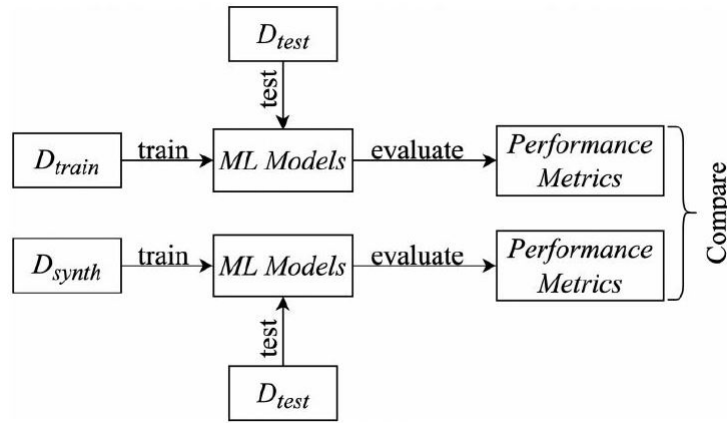 D_test
test
D_train train ML Models evaluate Performance Metrics
Compare
D_synth train ML Models evaluate Performance Metrics
test
D_test